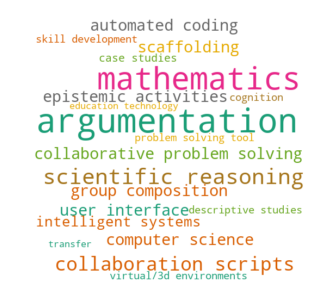 automated coding
skill development
scaffolding
case studies
mathematics
epistemic activities
cognition
education technology
argumentation
problem solving tool
collaborative problem solving
scientific reasoning
group composition
user interface
descriptive studies
intelligent systems
computer science
transfer
collaboration scripts
virtual/3d environments